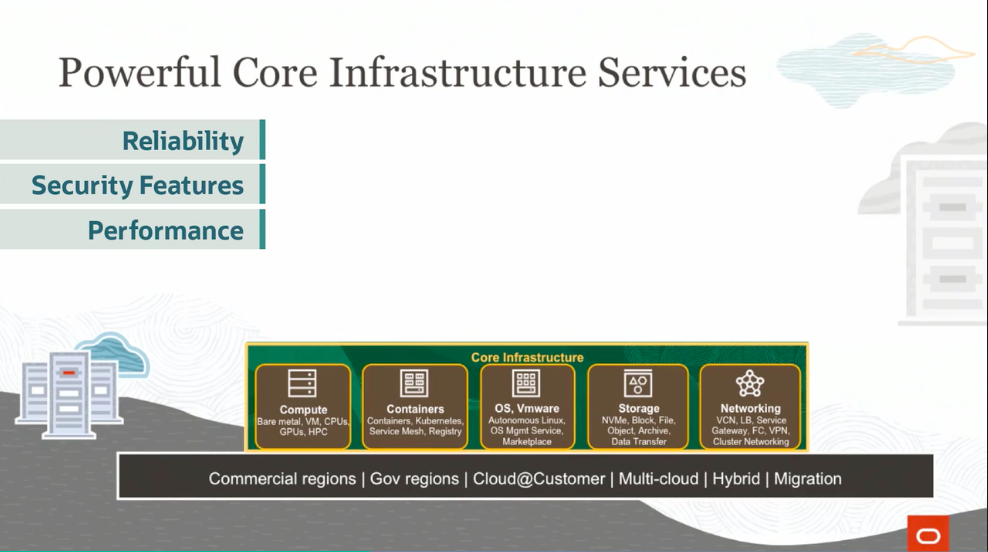 Powerful Core Infrastructure Services
Reliability
Security Features
Performance
Core Infrastructure
Compute
Bare metal, VM, CPUs,
GPUs, HPC
Containers
Containers, Kubernetes,
Service Mesh, Registry
OS, Vmware
Autonomous Linux,
OS Mgmt Service,
Marketplace
Storage
NVMe, Block, File,
Object, Archive,
Data Transfer
Networking
VCN, LB, Service
Gateway, FC, VPN,
Cluster Networking
Commercial regions | Gov regions | Cloud@Customer | Multi-cloud | Hybrid | Migration